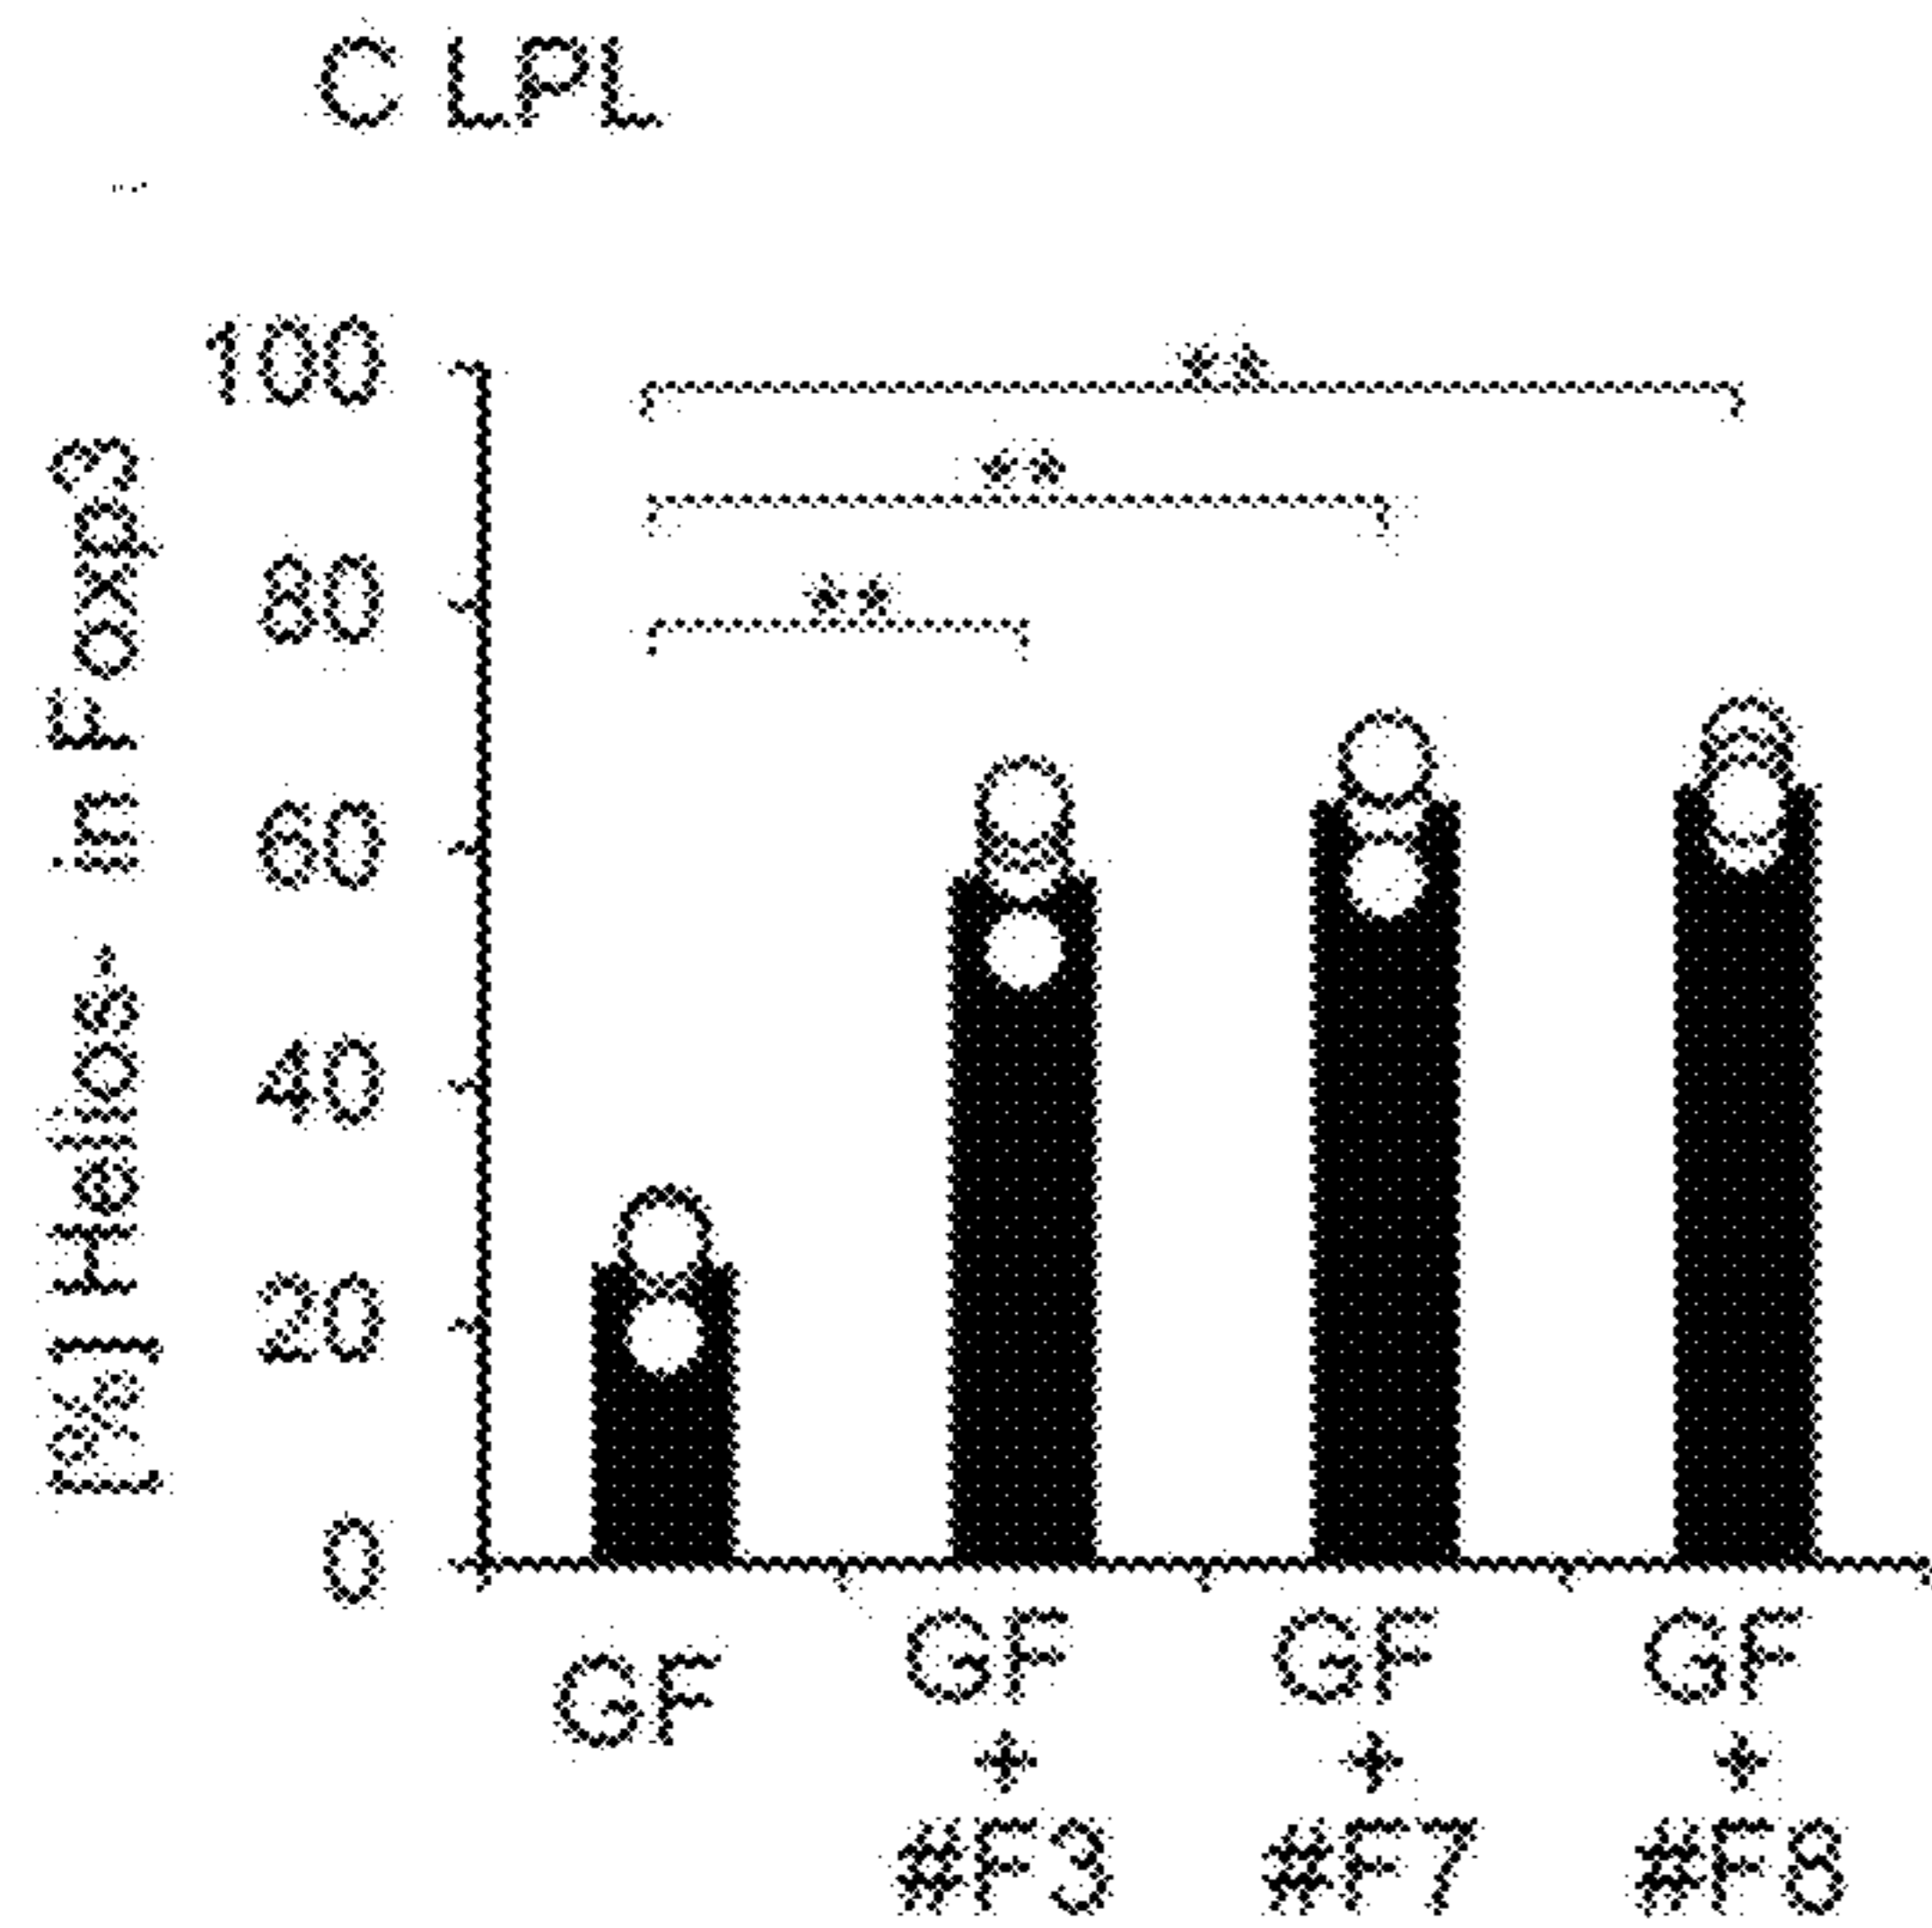 C LPL
[%] Helios- in Foxp3
100
**
**
80
**
60
40
20
0
GF
GF
+
#F3
GF
+
#F7
GF
+
#F8